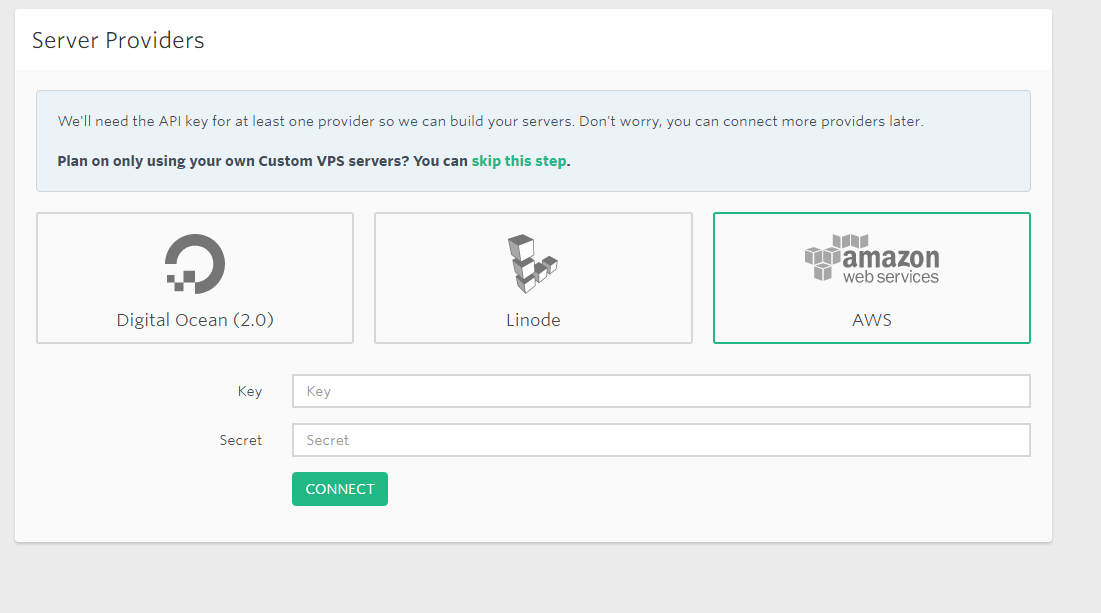 Server Providers
We'll need the API key for at least one provider so we can build your servers. Don't worry, you can connect more providers later.
Plan on only using your own Custom VPS servers? You can skip this step.
Digital Ocean (2.0)
Linode
amazon
web services
AWS
Key
Key
Secret
Secret
CONNECT